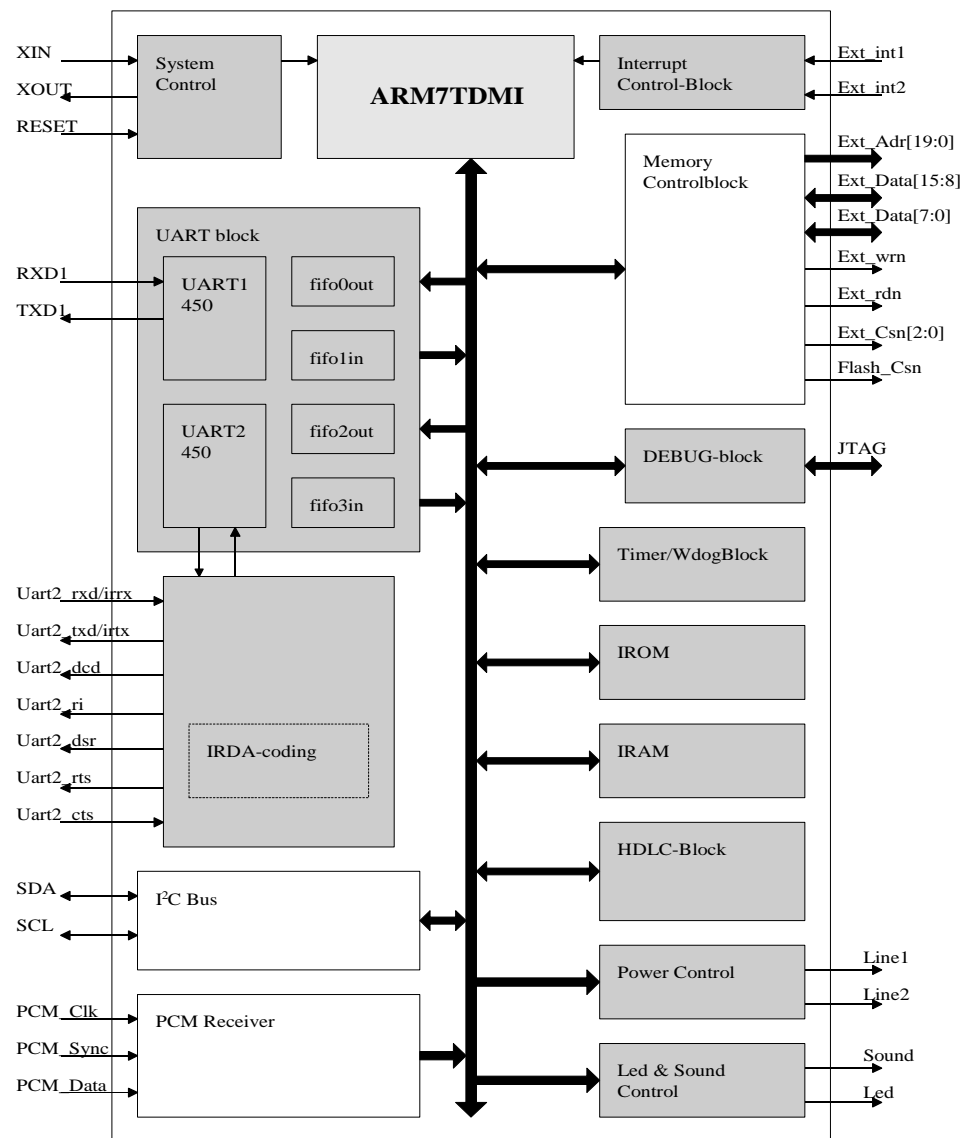 XIN
XOUT
RESET
System
Control
ARM7TDMI
Interrupt
Control-Block
Ext_int1
Ext_int2
Memory
Controlblock
Ext_Adr[19:0]
Ext_Data[15:8]
Ext_Data[7:0]
Ext_wrn
Ext_rdn
Ext_Csn[2:0]
Flash_Csn
UART block
RXD1
TXD1
UART1
450
fifo0out
fifo1in
UART2
450
fifo2out
fifo3in
DEBUG-block
JTAG
Timer/WdogBlock
Uart2_rxd/irrx
Uart2_txd/irtx
Uart2_dcd
Uart2_ri
Uart2_dsr
Uart2_rts
Uart2_cts
IRDA-coding
IROM
IRAM
HDLC-Block
SDA
SCL
I²C Bus
Power Control
Line1
Line2
PCM_Clk
PCM_Sync
PCM_Data
PCM Receiver
Led & Sound
Control
Sound
Led